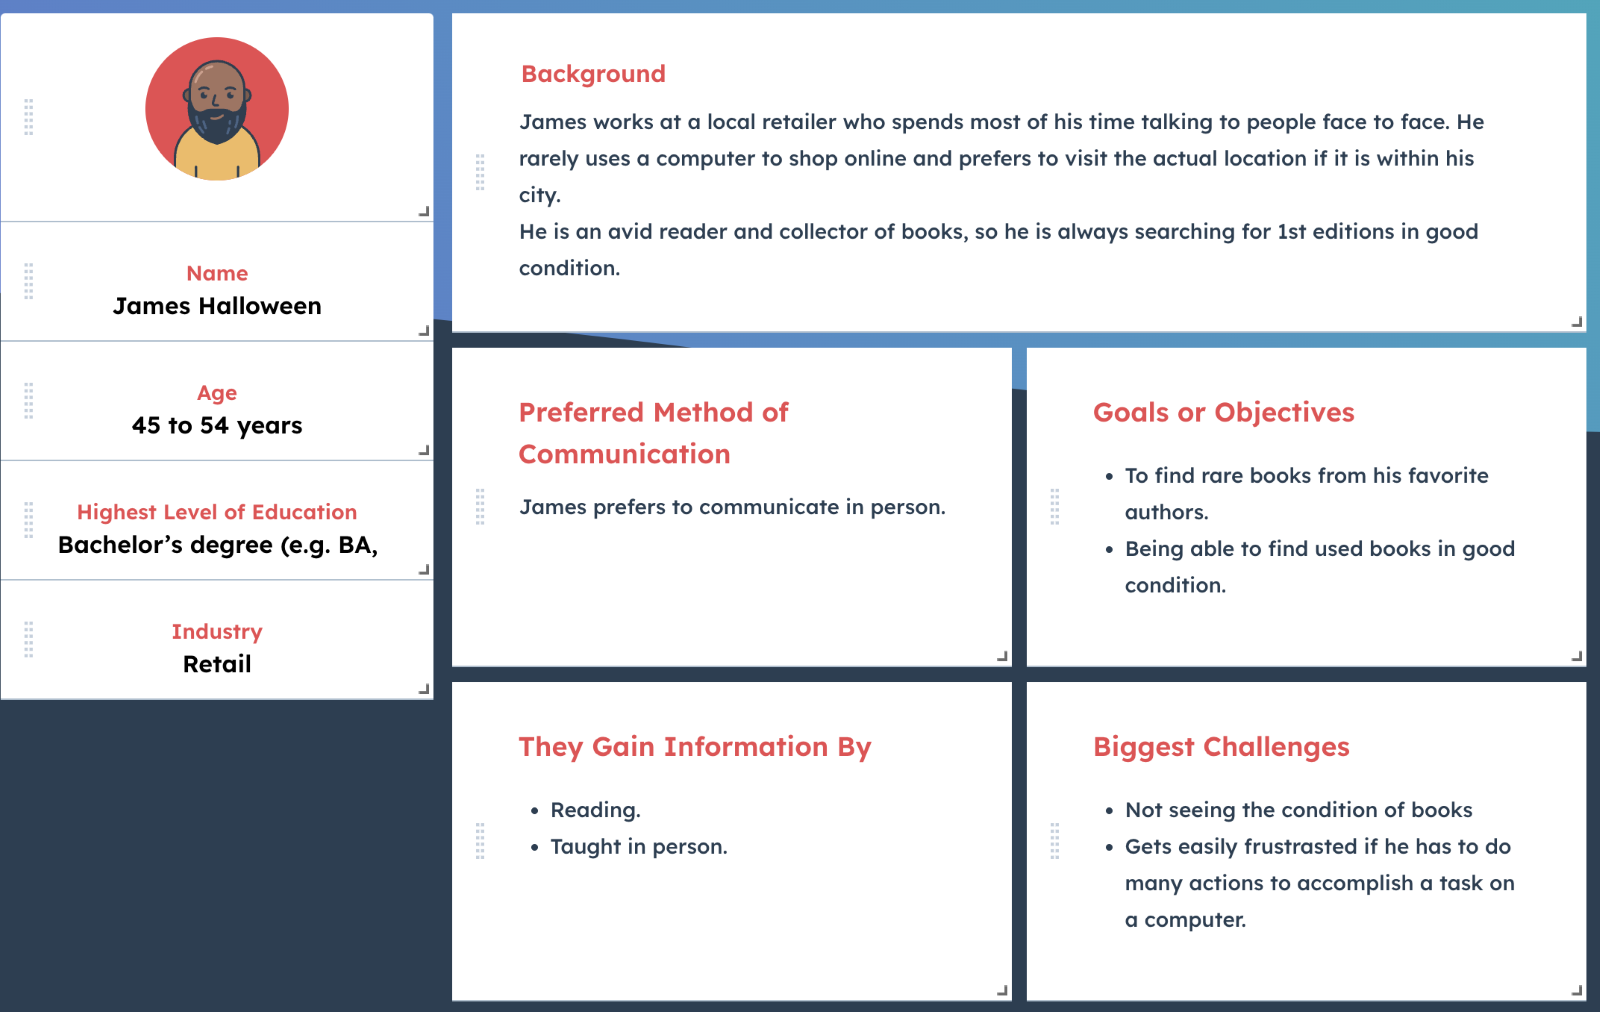 Name
James Halloween
Age
45 to 54 years
Highest Level of Education
Bachelor’s degree (e.g. BA,
Industry
Retail
Background
James works at a local retailer who spends most of his time talking to people face to face. He
rarely uses a computer to shop online and prefers to visit the actual location if it is within his
city.
He is an avid reader and collector of books, so he is always searching for 1st editions in good
condition.
Preferred Method of
Communication
James prefers to communicate in person.
Goals or Objectives
• To find rare books from his favorite
authors.
• Being able to find used books in good
condition.
They Gain Information By
• Reading.
• Taught in person.
Biggest Challenges
• Not seeing the condition of books
• Gets easily frustrasted if he has to do
many actions to accomplish a task on
a computer.